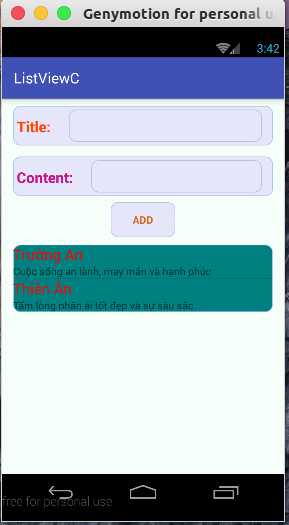 Genymotion for personal u
3:42
ListViewC
Title:
Content:
ADD
Trường An
Cuộc sống an lành, may mắn và hạnh phúc
Thiên Ân
Tấm lòng nhân ái tốt đẹp và sự sâu sắc
free for personal use